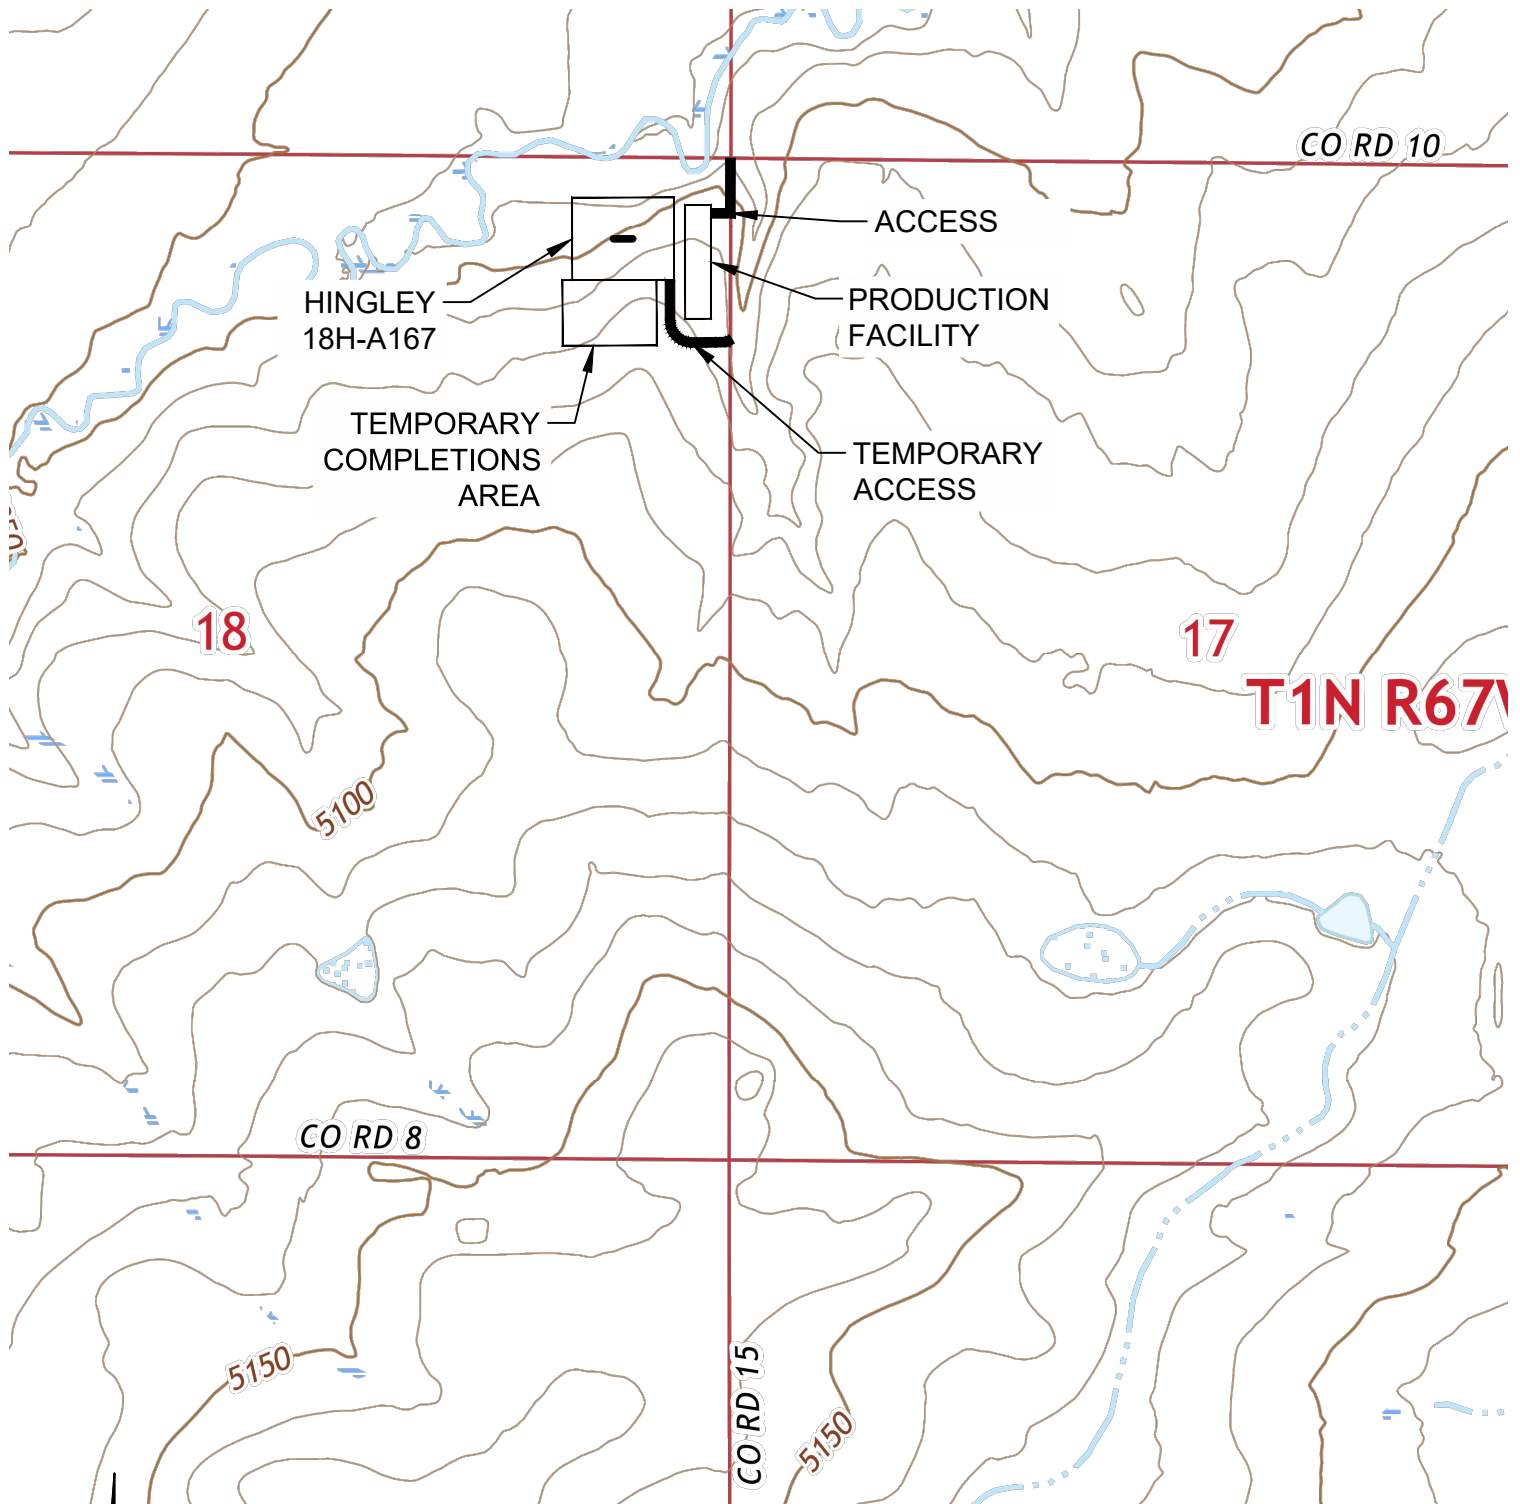 CO RD 10
ACCESS
HINGLEY
18H-A167
PRODUCTION
FACILITY
TEMPORARY
COMPLETIONS
AREA
TEMPORARY
ACCESS
18
17
T1N R67
5100
CO RD 8
5150
CO RD 15
5150